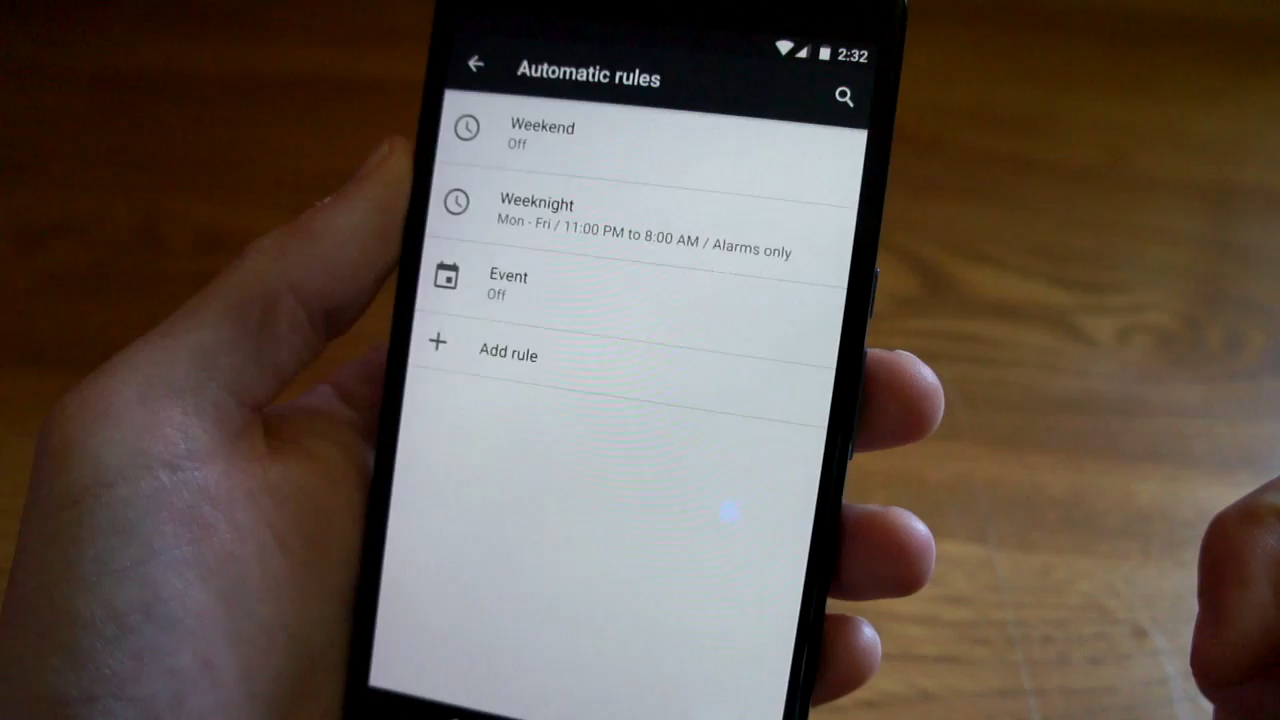 2:32
Automatic rules
Weekend
Off
Weeknight
Mon - Fri / 11:00 PM to 8:00 AM / Alarms only
Event
Off
Add rule